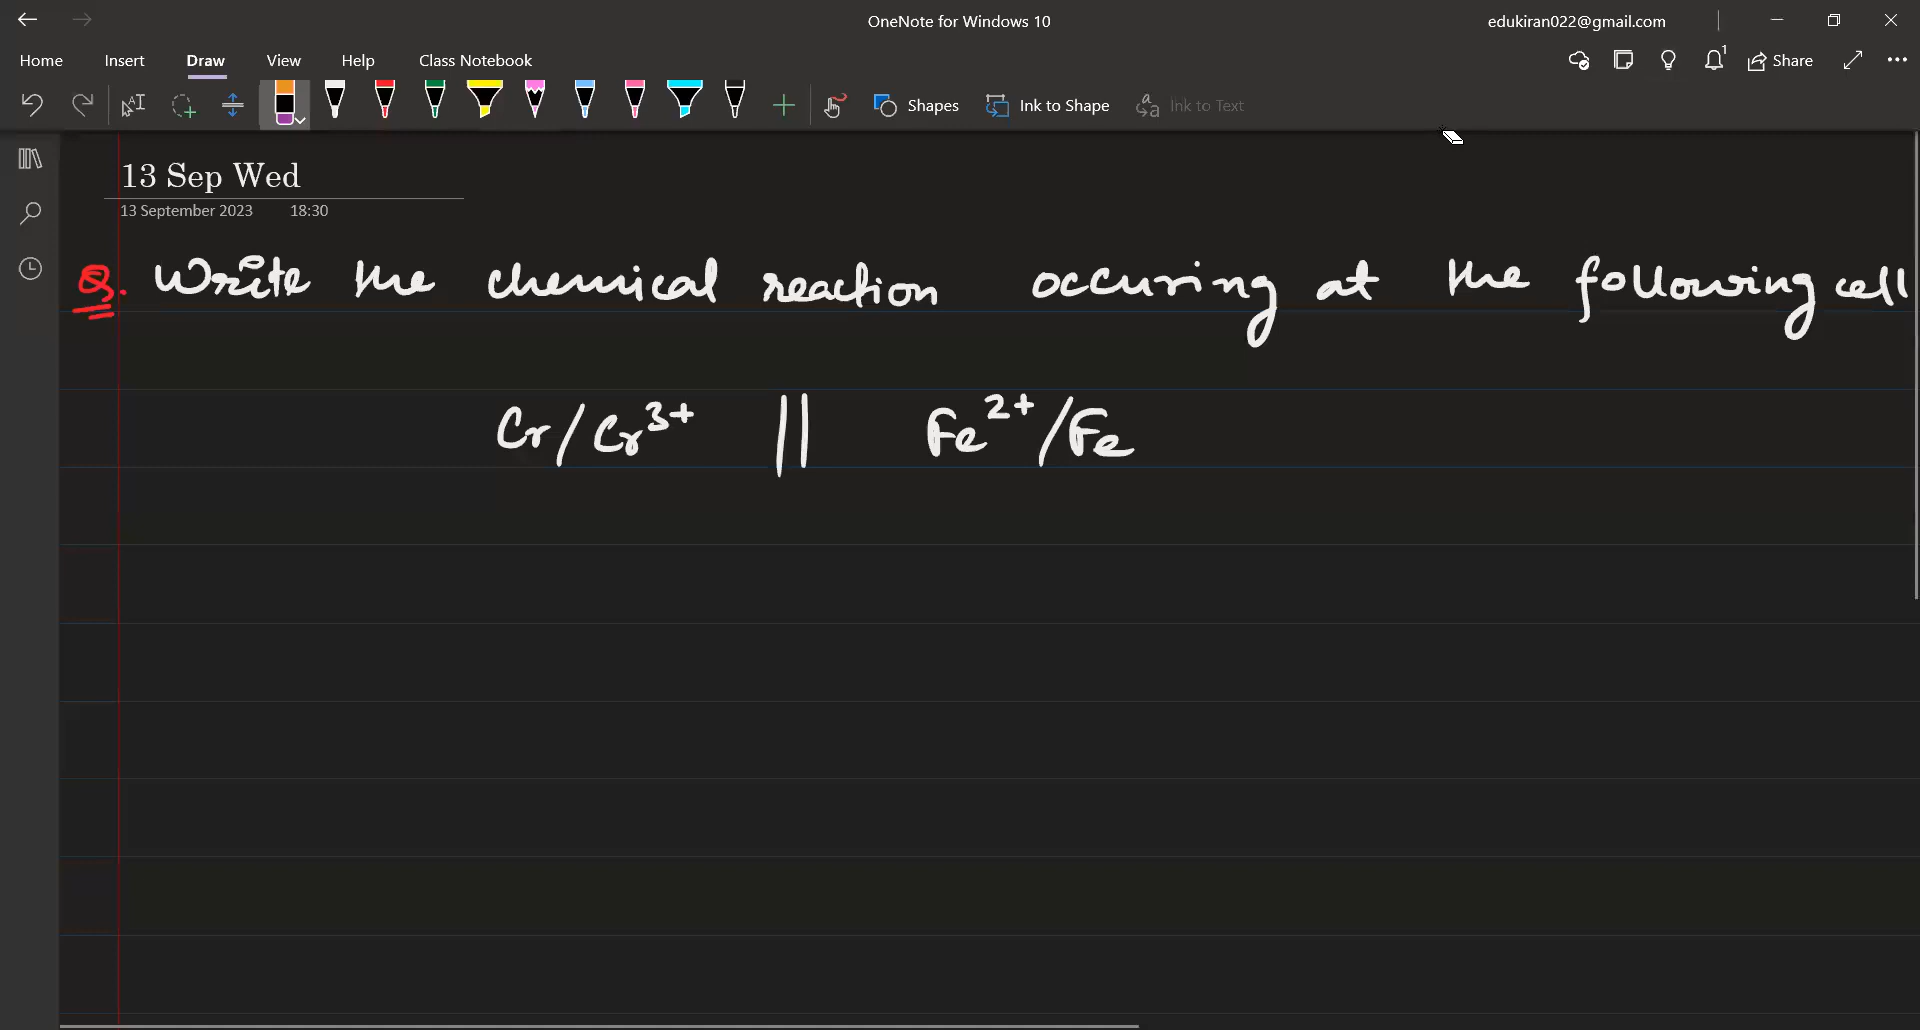 OneNote for Windows 10
edukiran022@gmail.com
Home Insert Draw View Help Class Notebook
1 Share
Shapes Ink to Shape Ink to Text
13 Sep Wed
13 September 2023 18:30
Q. Write the chemical reaction occuring at the following cell
Cr/Cr³⁺ || Fe²⁺/Fe